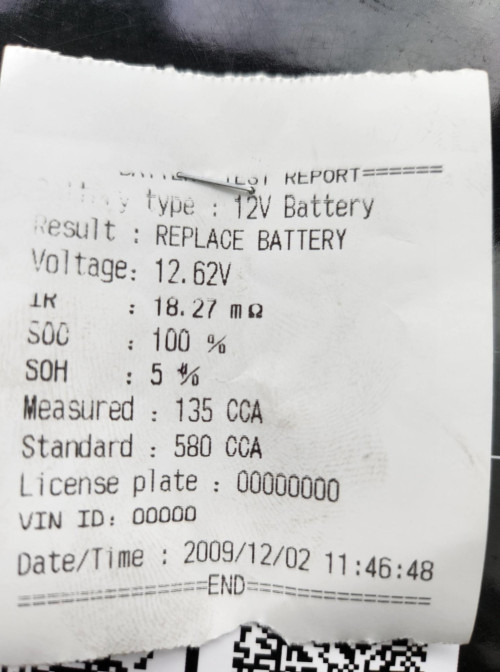 TEST REPORT======
Battery type : 12V Battery
Result : REPLACE BATTERY
Voltage: 12.62V
IR : 18.27 mΩ
SOC : 100 %
SOH : 5 %
Measured : 135 CCA
Standard : 580 CCA
License plate : 00000000
VIN ID: 00000
Date/Time : 2009/12/02 11:46:48
==============END==============